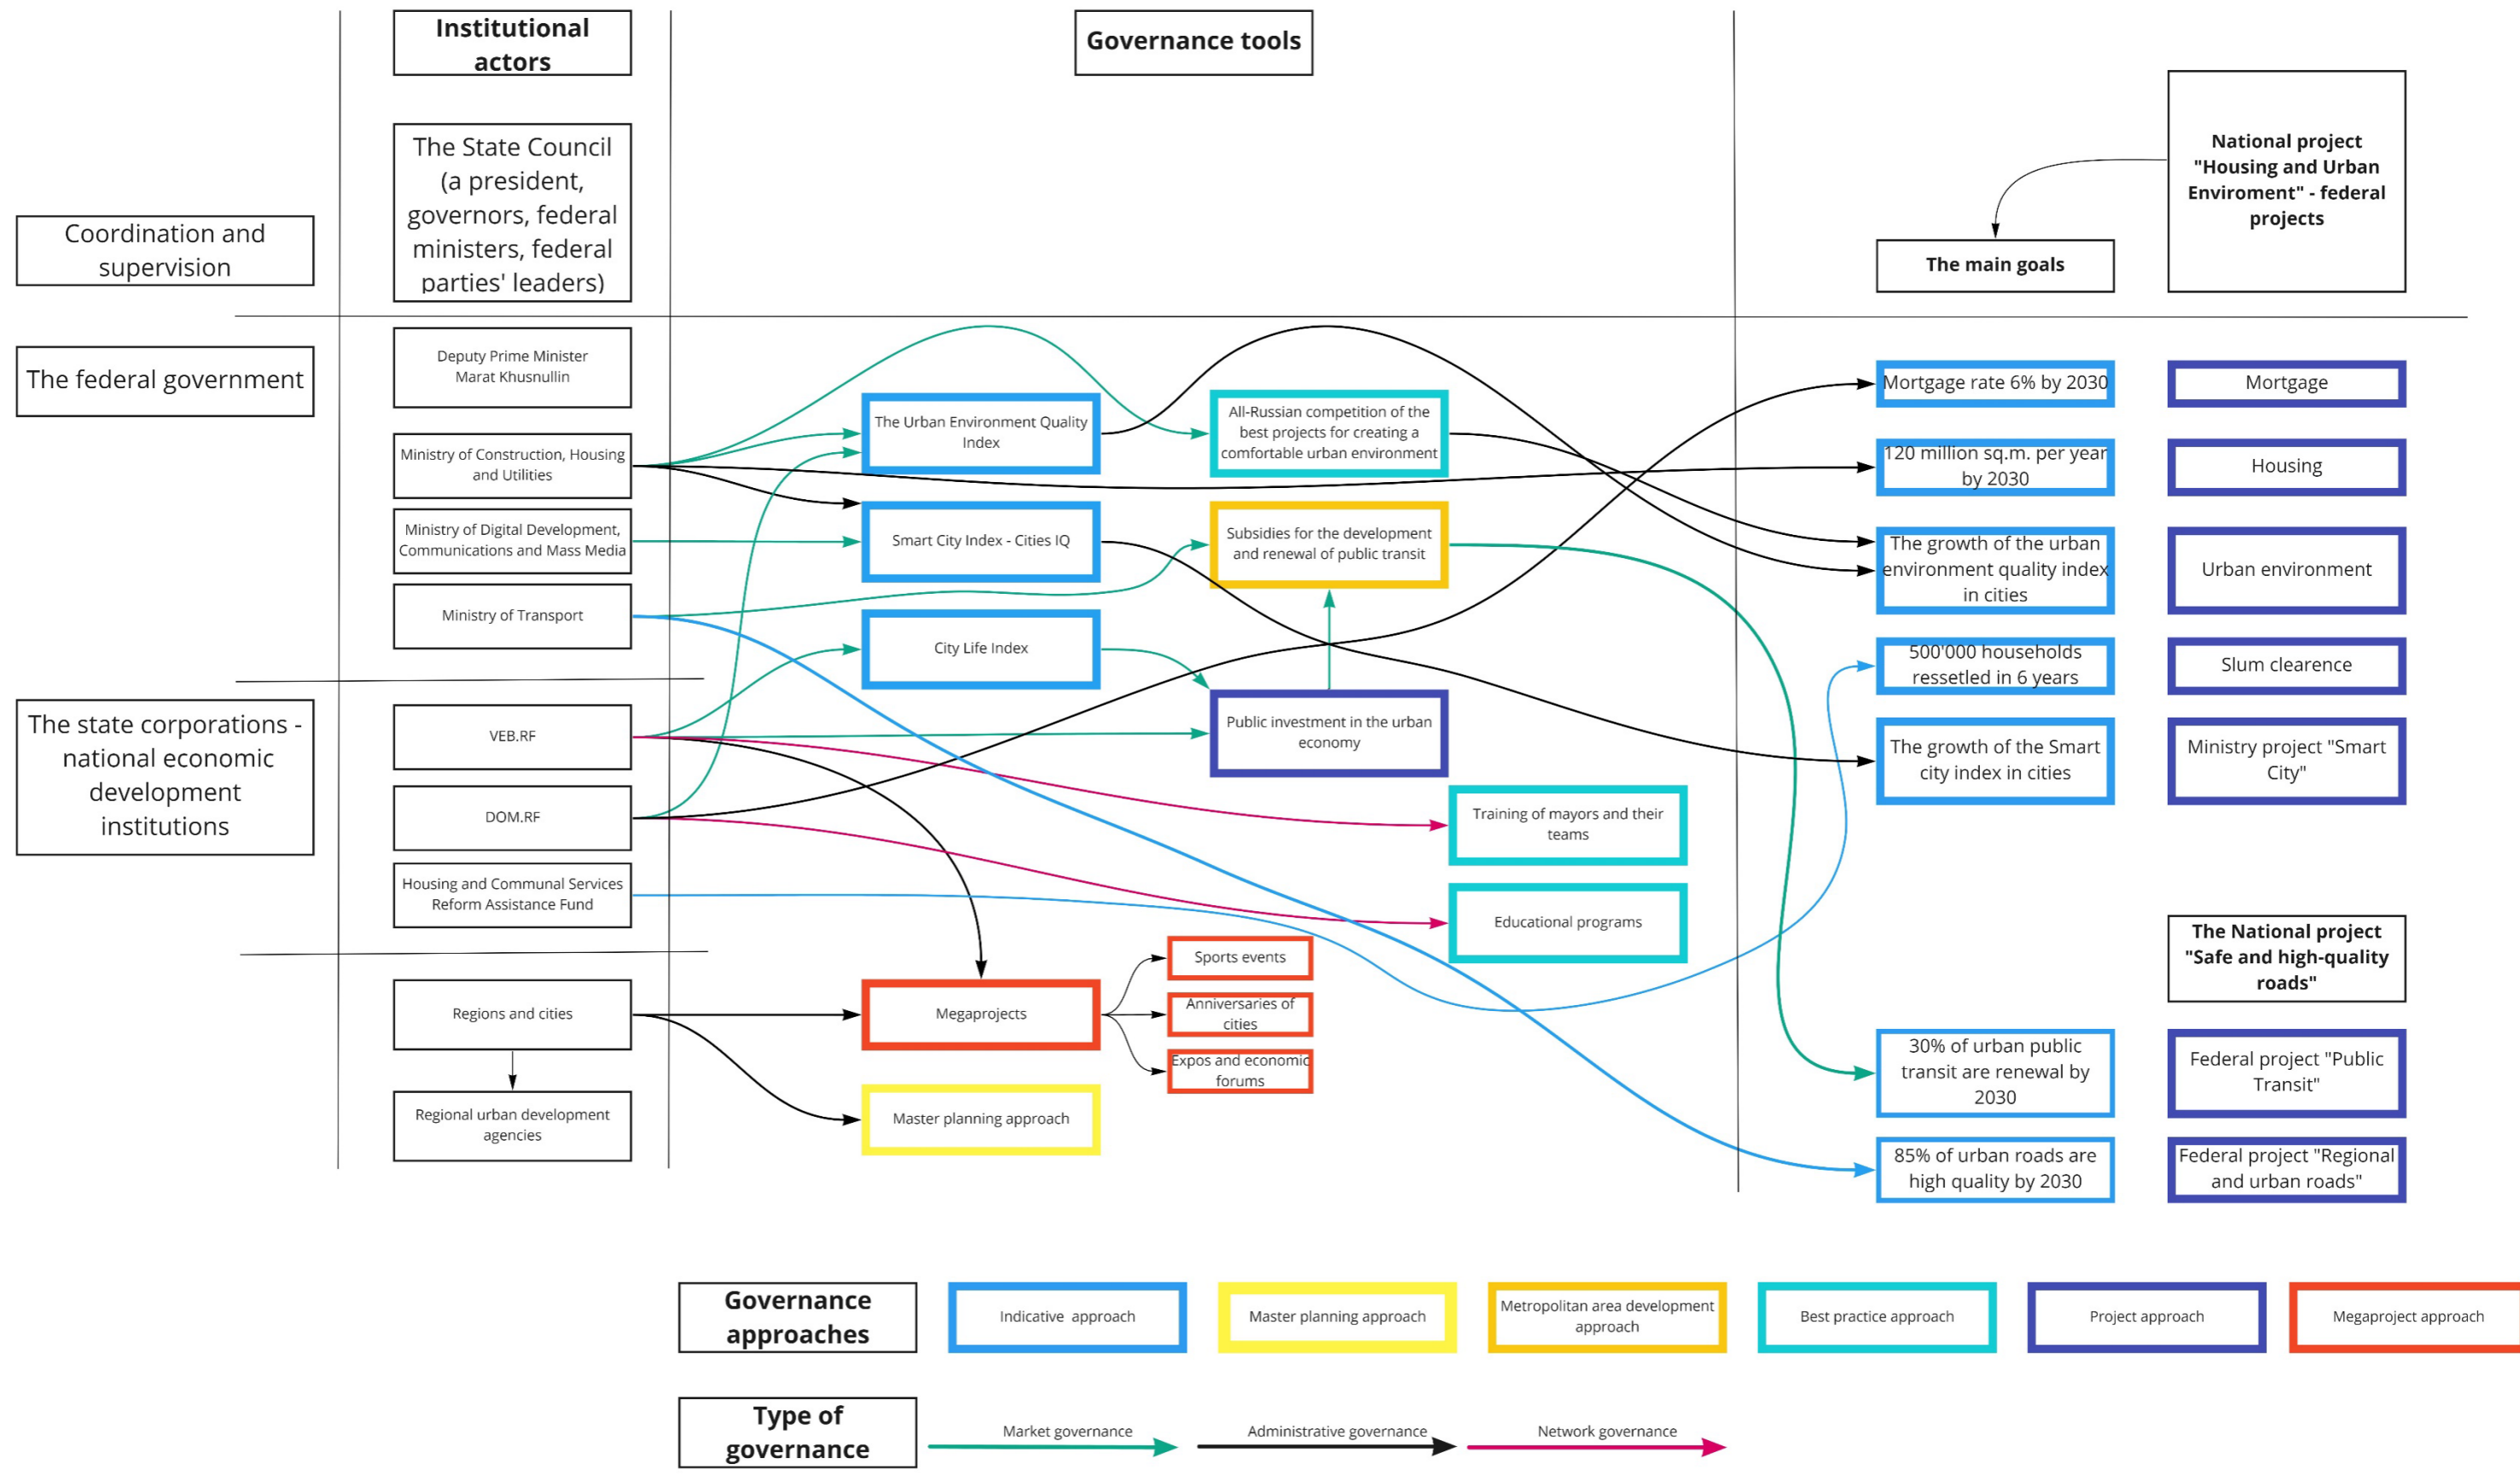 Institutional
actors
Governance tools
The State Council
(a president,
governors, federal
ministers, federal
parties' leaders)
National project
"Housing and Urban
Enviroment" - federal
projects
Coordination and
supervision
The main goals
The federal government
Deputy Prime Minister
Marat Khusnullin
Ministry of Construction, Housing
and Utilities
Ministry of Digital Development,
Communications and Mass Media
Ministry of Transport
The Urban Environment Quality
Index
Smart City Index - Cities IQ
City Life Index
All-Russian competition of the
best projects for creating a
comfortable urban environment
Subsidies for the development
and renewal of public transit
Public investment in the urban
economy
Mortgage rate 6% by 2030
Mortgage
120 million sq.m. per year
by 2030
Housing
The growth of the urban
environment quality index
in cities
Urban environment
500'000 households
ressetled in 6 years
Slum clearence
The growth of the Smart
city index in cities
Ministry project "Smart
City"
The state corporations -
national economic
development
institutions
VEB.RF
DOM.RF
Housing and Communal Services
Reform Assistance Fund
Training of mayors and their
teams
Educational programs
Regions and cities
Regional urban development
agencies
Megaprojects
Master planning approach
Sports events
Anniversaries of
cities
Expos and economic
forums
The National project
"Safe and high-quality
roads"
30% of urban public
transit are renewal by
2030
Federal project "Public
Transit"
85% of urban roads are
high quality by 2030
Federal project "Regional
and urban roads"
Governance
approaches
Indicative approach
Master planning approach
Metropolitan area development
approach
Best practice approach
Project approach
Megaproject approach
Type of
governance
Market governance
Administrative governance
Network governance